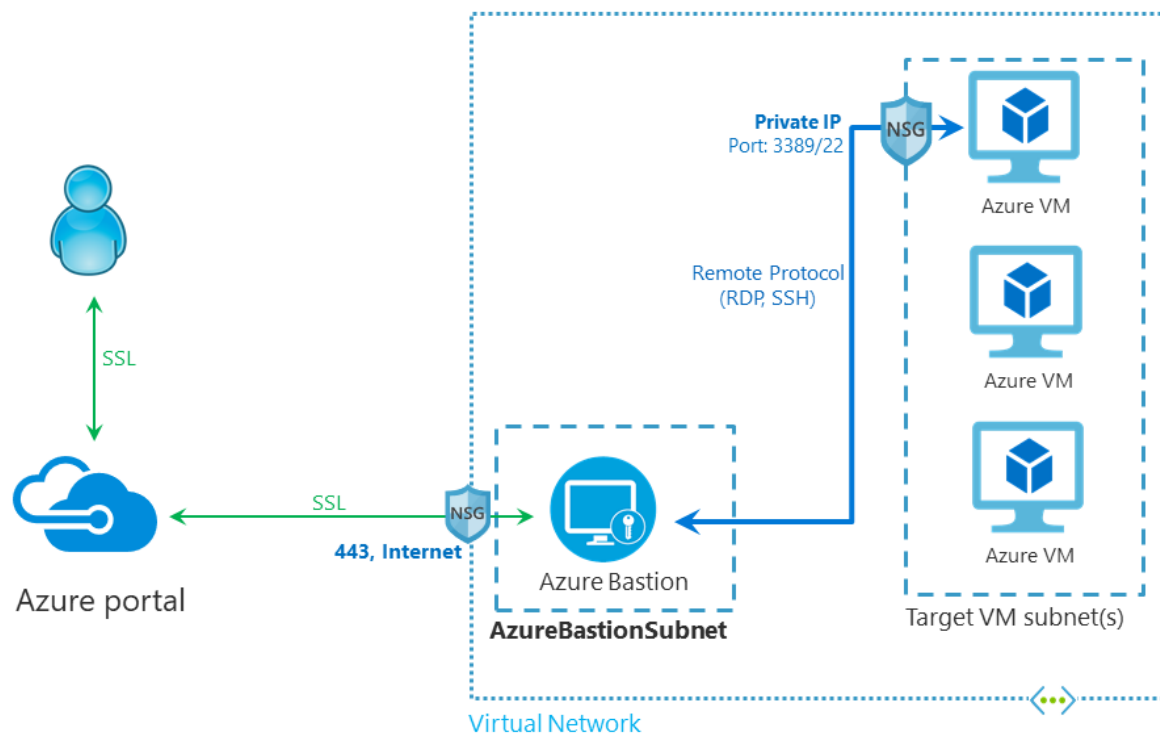 Private IP
Port: 3389/22
NSG
Azure VM
SSL
Remote Protocol
(RDP, SSH)
Azure VM
SSL
NSG
443, Internet
Azure portal
Azure Bastion
AzureBastionSubnet
Azure VM
Target VM subnet(s)
Virtual Network